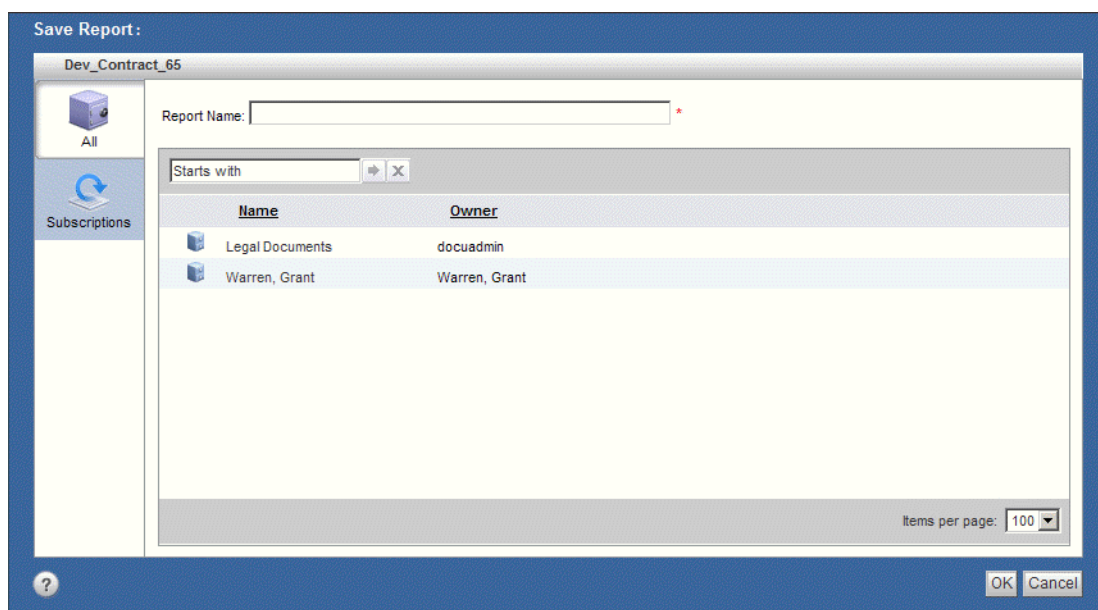 Save Report:
Dev_Contract_65
All
Subscriptions
Report Name: *
Starts with
Name Owner
Legal Documents docuadmin
Warren, Grant Warren, Grant
Items per page: 100
? OK Cancel